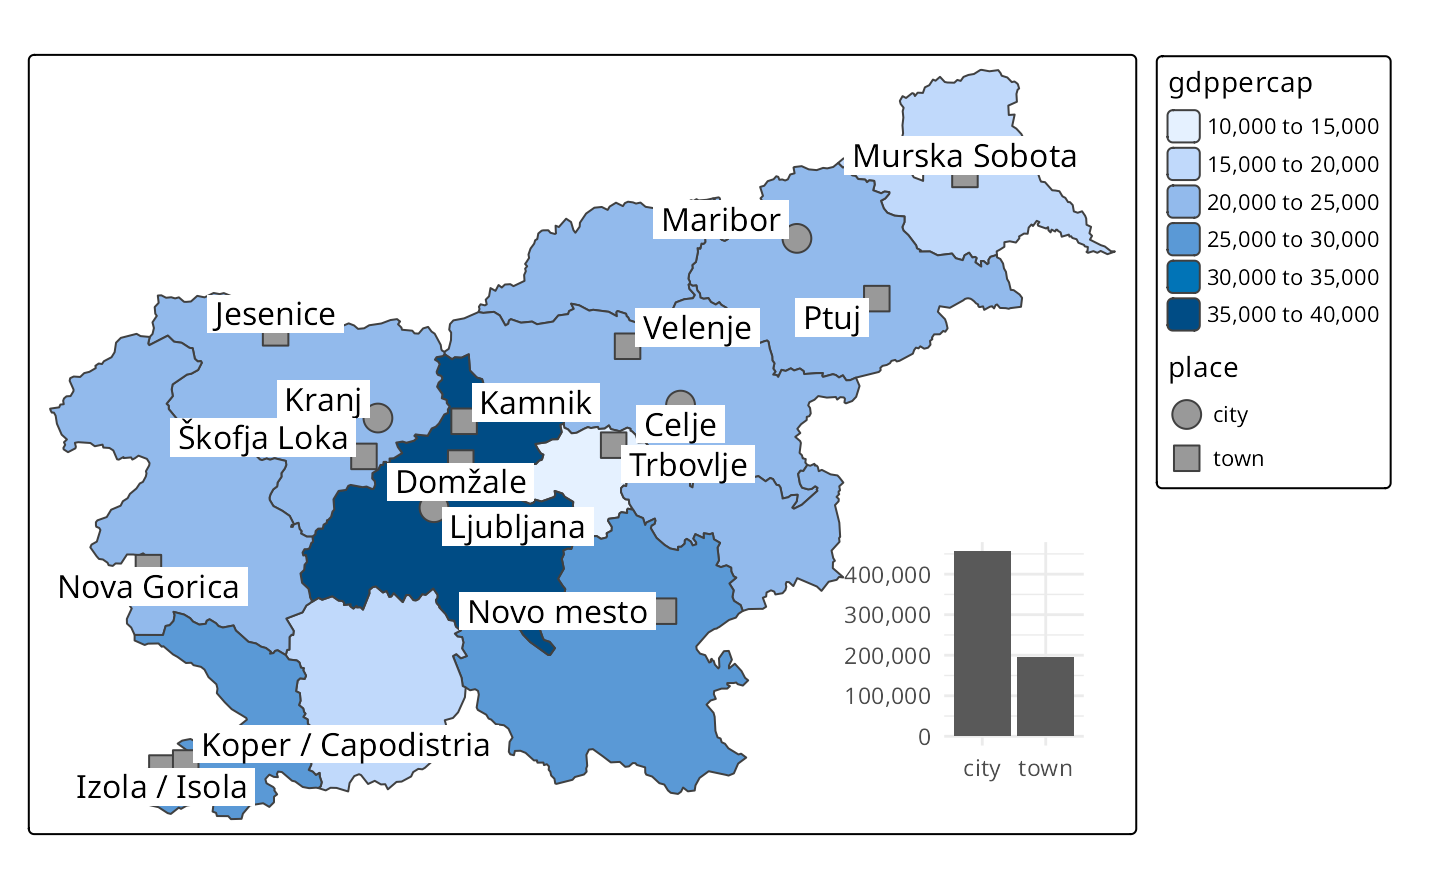 Murska Sobota
Maribor
Ptuj
Jesenice
Velenje
Kranj
Kamnik
Škofja Loka
Celje
Trbovlje
Domžale
Ljubljana
Nova Gorica
Novo mesto
Koper / Capodistria
Izola / Isola
400,000
300,000
200,000
100,000
0
city town
gdppercap
10,000 to 15,000
15,000 to 20,000
20,000 to 25,000
25,000 to 30,000
30,000 to 35,000
35,000 to 40,000
place
city
town